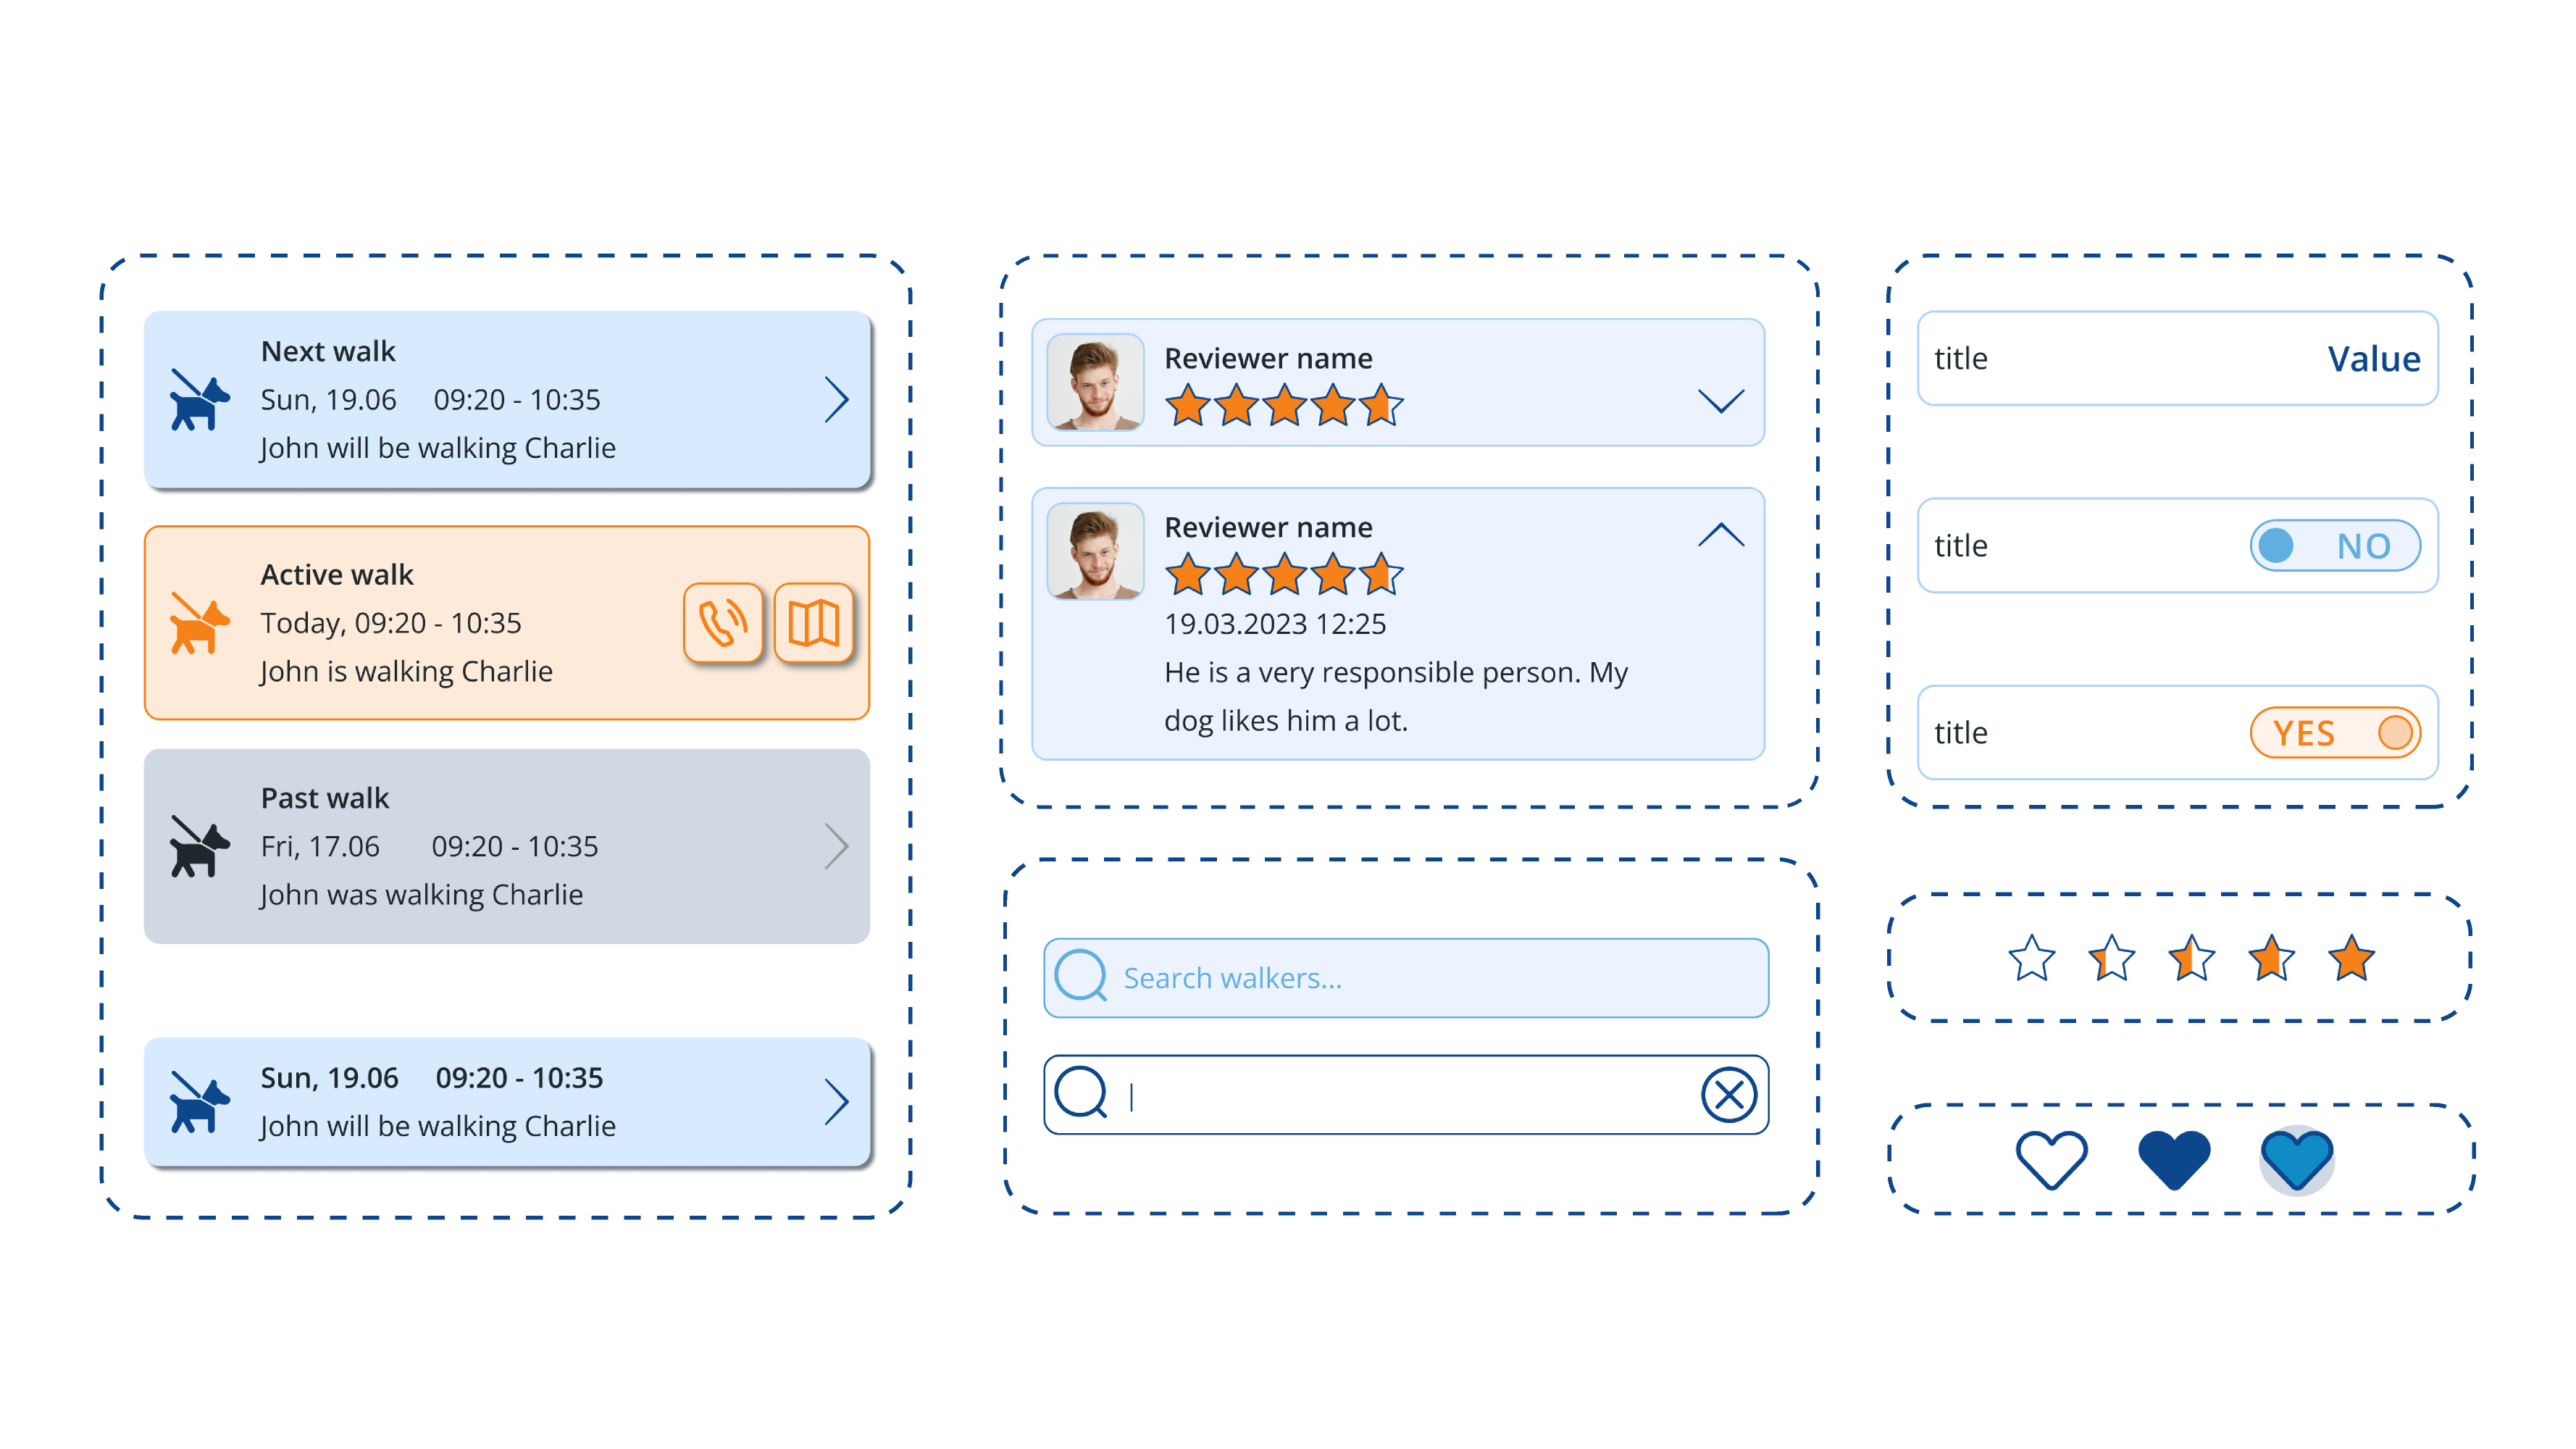 Next walk
Sun, 19.06 09:20 - 10:35
John will be walking Charlie
Active walk
Today, 09:20 - 10:35
John is walking Charlie
Past walk
Fri, 17.06 09:20 - 10:35
John was walking Charlie
Sun, 19.06 09:20 - 10:35
John will be walking Charlie
Reviewer name
Reviewer name
19.03.2023 12:25
He is a very responsible person. My
dog likes him a lot.
Search walkers...
title Value
title NO
title YES